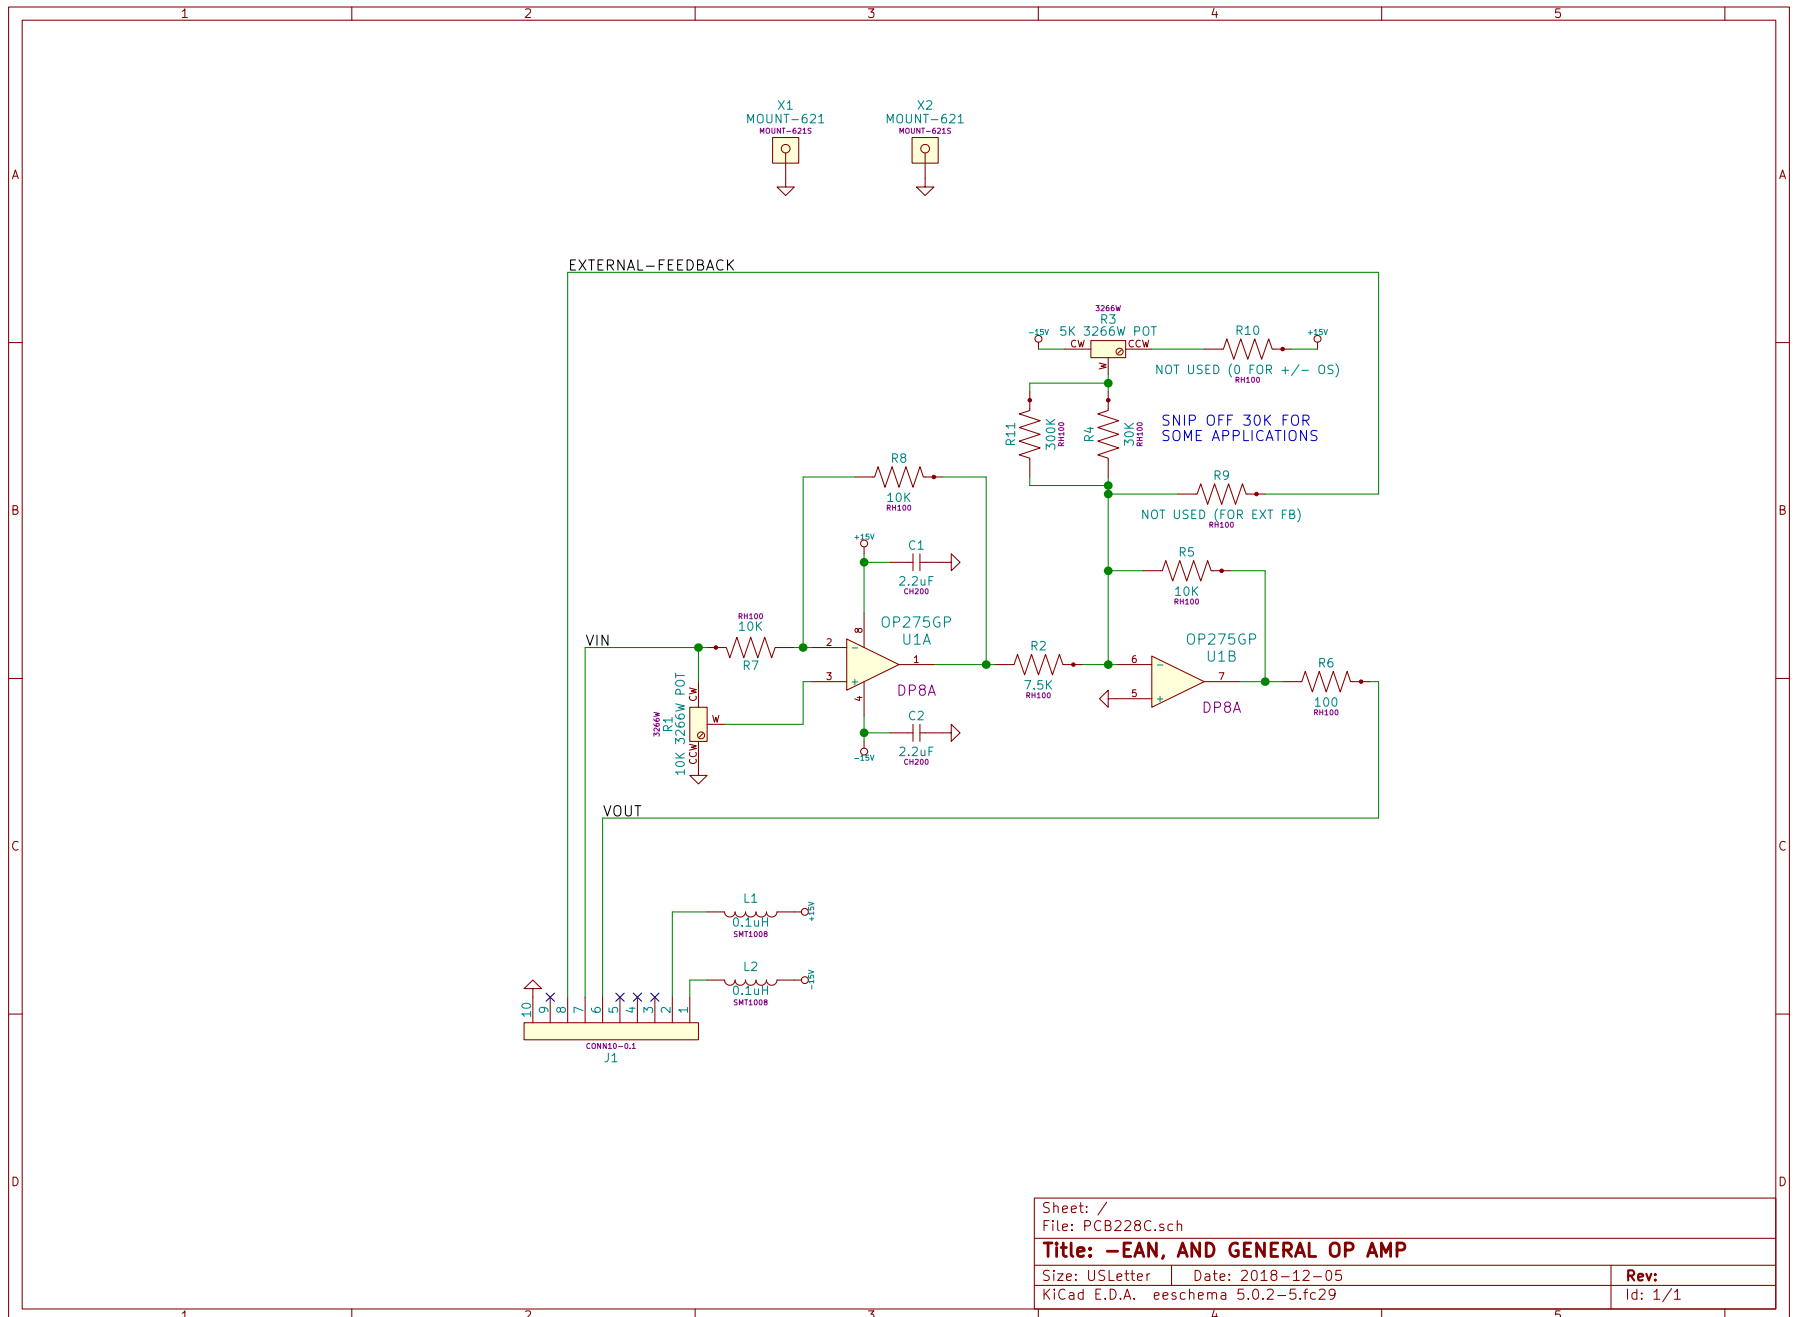 1 2 3 4 5
X1
MOUNT-621
MOUNT-621S
X2
MOUNT-621
MOUNT-621S
A A
EXTERNAL-FEEDBACK
3266W
R3
5K 3266W POT
-15V
CW
CCW
W
R10
+15V
NOT USED (0 FOR +/- OS)
RH100
R11
300K
RH100
R4
30K
RH100
SNIP OFF 30K FOR
SOME APPLICATIONS
R8
10K
RH100
R9
NOT USED (FOR EXT FB)
RH100
B B
+15V
C1
2.2uF
CH200
R5
10K
RH100
VIN
RH100
10K
R7
8
2
-
3
+
1
4
OP275GP
U1A
DP8A
R2
7.5K
RH100
6
-
5
+
7
OP275GP
U1B
DP8A
R6
100
RH100
3266W
R1
10K 3266W POT
CW
W
CCW
C2
2.2uF
CH200
-15V
VOUT
C C
L1
0.1uH
SMT1008
+15V
L2
0.1uH
SMT1008
-15V
10 9 8 7 6 5 4 3 2 1
CONN10-0.1
J1
D D
Sheet: /
File: PCB228C.sch
Title: -EAN, AND GENERAL OP AMP
Size: USLetter Date: 2018-12-05 Rev:
KiCad E.D.A. eeschema 5.0.2-5.fc29 Id: 1/1
1 2 3 4 5